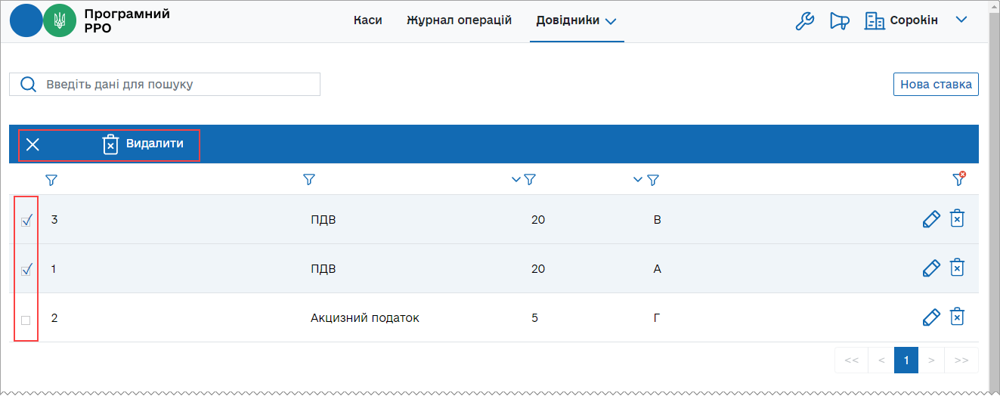 Програмний
РРО
Каси Журнал операцій Довідники Сорокін
Введіть дані для пошуку Нова ставка
Видалити
3 ПДВ 20 В
1 ПДВ 20 А
2 Акцизний податок 5 Г
<< < 1 > >>